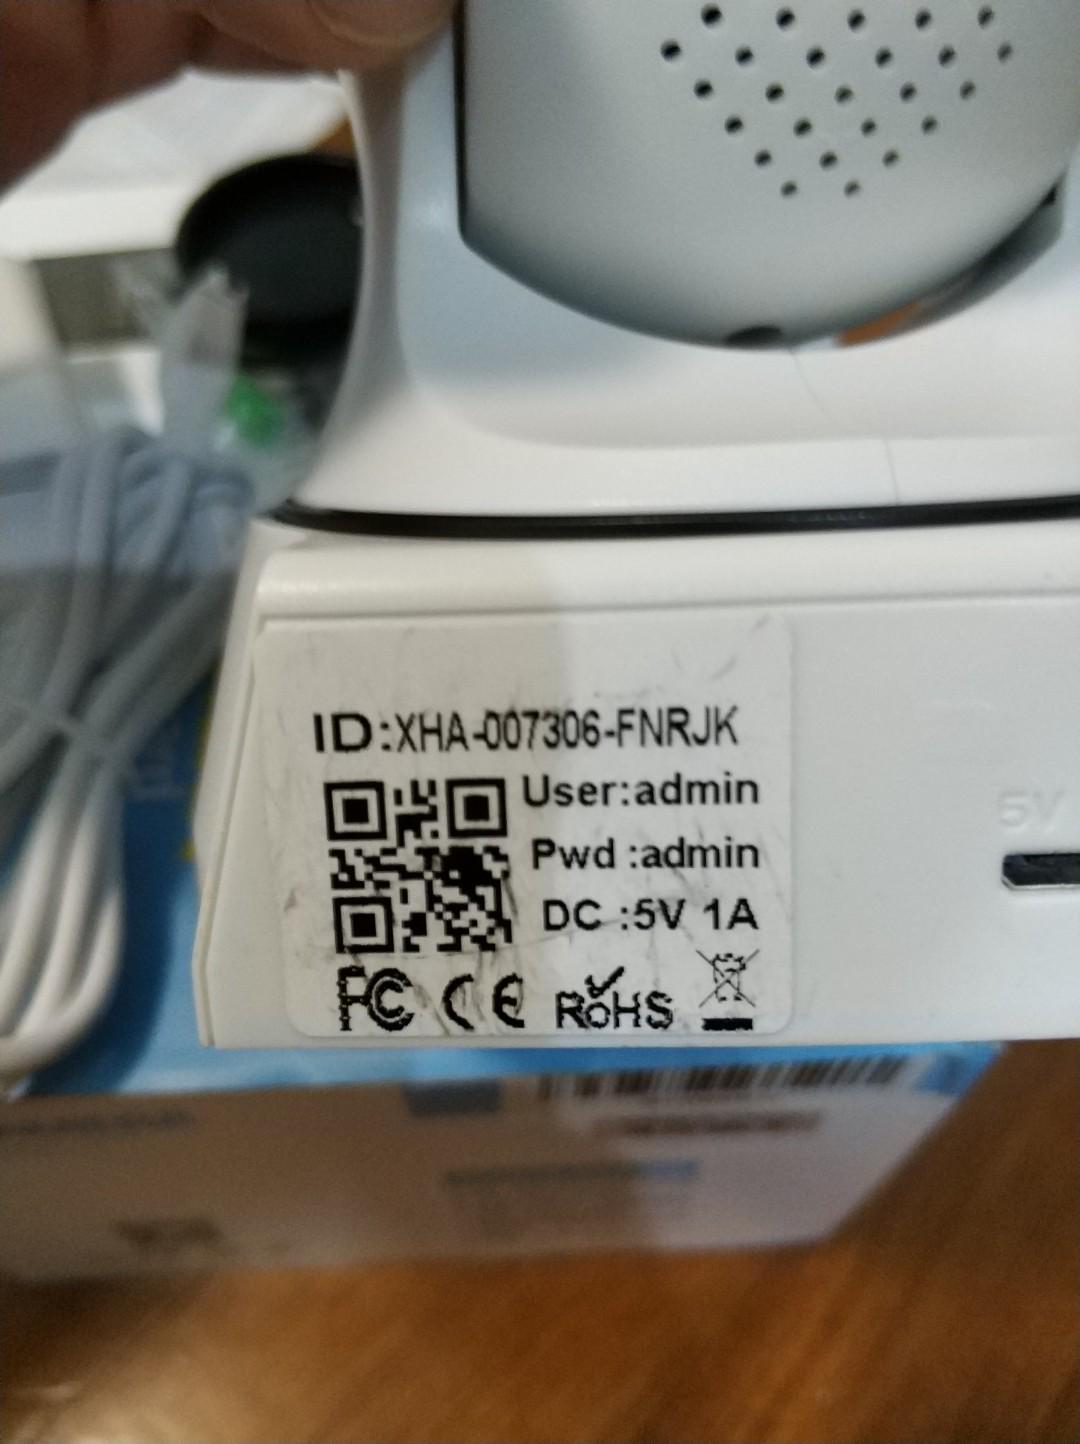 ID:XHA-007306-FNRJK
User:admin
Pwd :admin
DC :5V 1A
FC CE RoHS
5V